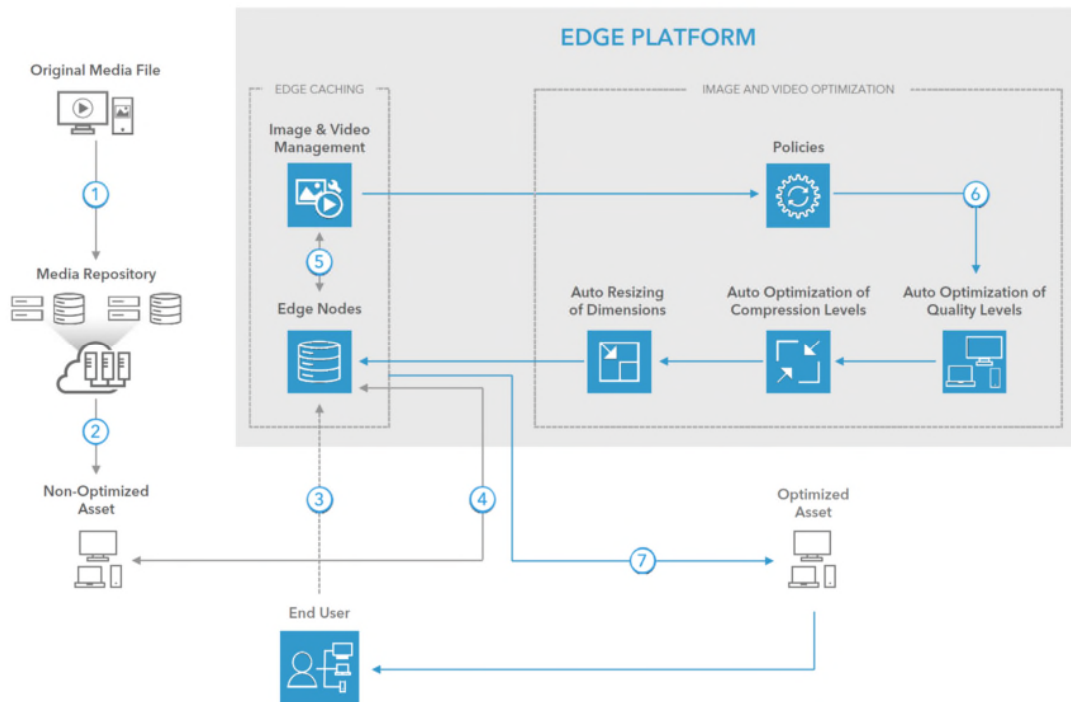 EDGE PLATFORM
Original Media File
EDGE CACHING
IMAGE AND VIDEO OPTIMIZATION
Image & Video
Management
Policies
1
6
5
Media Repository
Edge Nodes
Auto Resizing
of Dimensions
Auto Optimization of
Compression Levels
Auto Optimization of
Quality Levels
2
Non-Optimized
Asset
3
4
Optimized
Asset
7
End User